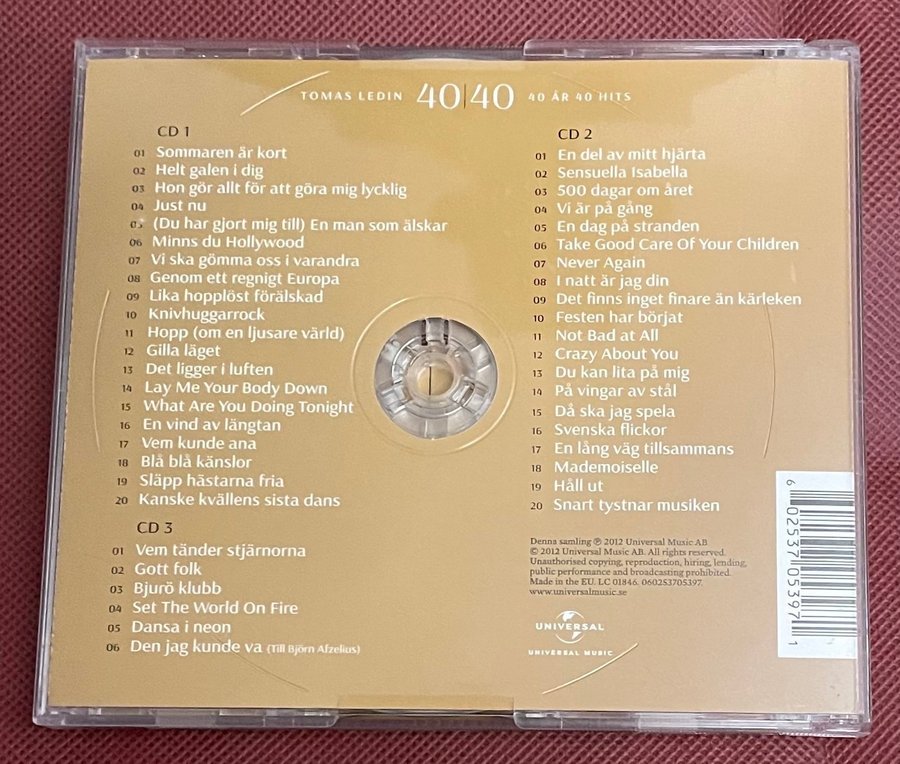 TOMAS LEDIN 40|40 40 ÅR 40 HITS
CD 1
01 Sommaren är kort
02 Helt galen i dig
03 Hon gör allt för att göra mig lycklig
04 Just nu
05 (Du har gjort mig till) En man som älskar
06 Minns du Hollywood
07 Vi ska gömma oss i varandra
08 Genom ett regnigt Europa
09 Lika hopplöst förälskad
10 Knivhuggarrock
11 Hopp (om en ljusare värld)
12 Gilla läget
13 Det ligger i luften
14 Lay Me Your Body Down
15 What Are You Doing Tonight
16 En vind av längtan
17 Vem kunde ana
18 Blå blå känslor
19 Släpp hästarna fria
20 Kanske kvällens sista dans
CD 3
01 Vem tänder stjärnorna
02 Gott folk
03 Bjurö klubb
04 Set The World On Fire
05 Dansa i neon
06 Den jag kunde va (Till Björn Afzelius)
CD 2
01 En del av mitt hjärta
02 Sensuella Isabella
03 500 dagar om året
04 Vi är på gång
05 En dag på stranden
06 Take Good Care Of Your Children
07 Never Again
08 I natt är jag din
09 Det finns inget finare än kärleken
10 Festen har börjat
11 Not Bad at All
12 Crazy About You
13 Du kan lita på mig
14 På vingar av stål
15 Då ska jag spela
16 Svenska flickor
17 En lång väg tillsammans
18 Mademoiselle
19 Håll ut
20 Snart tystnar musiken
Denna samling ℗ 2012 Universal Music AB
© 2012 Universal Music AB. All rights reserved.
Unauthorised copying, reproduction, hiring, lending,
public performance and broadcasting prohibited.
Made in the EU. LC 01846. 060253705397.
www.universalmusic.se
UNIVERSAL
UNIVERSAL MUSIC
6 02537 05397 1